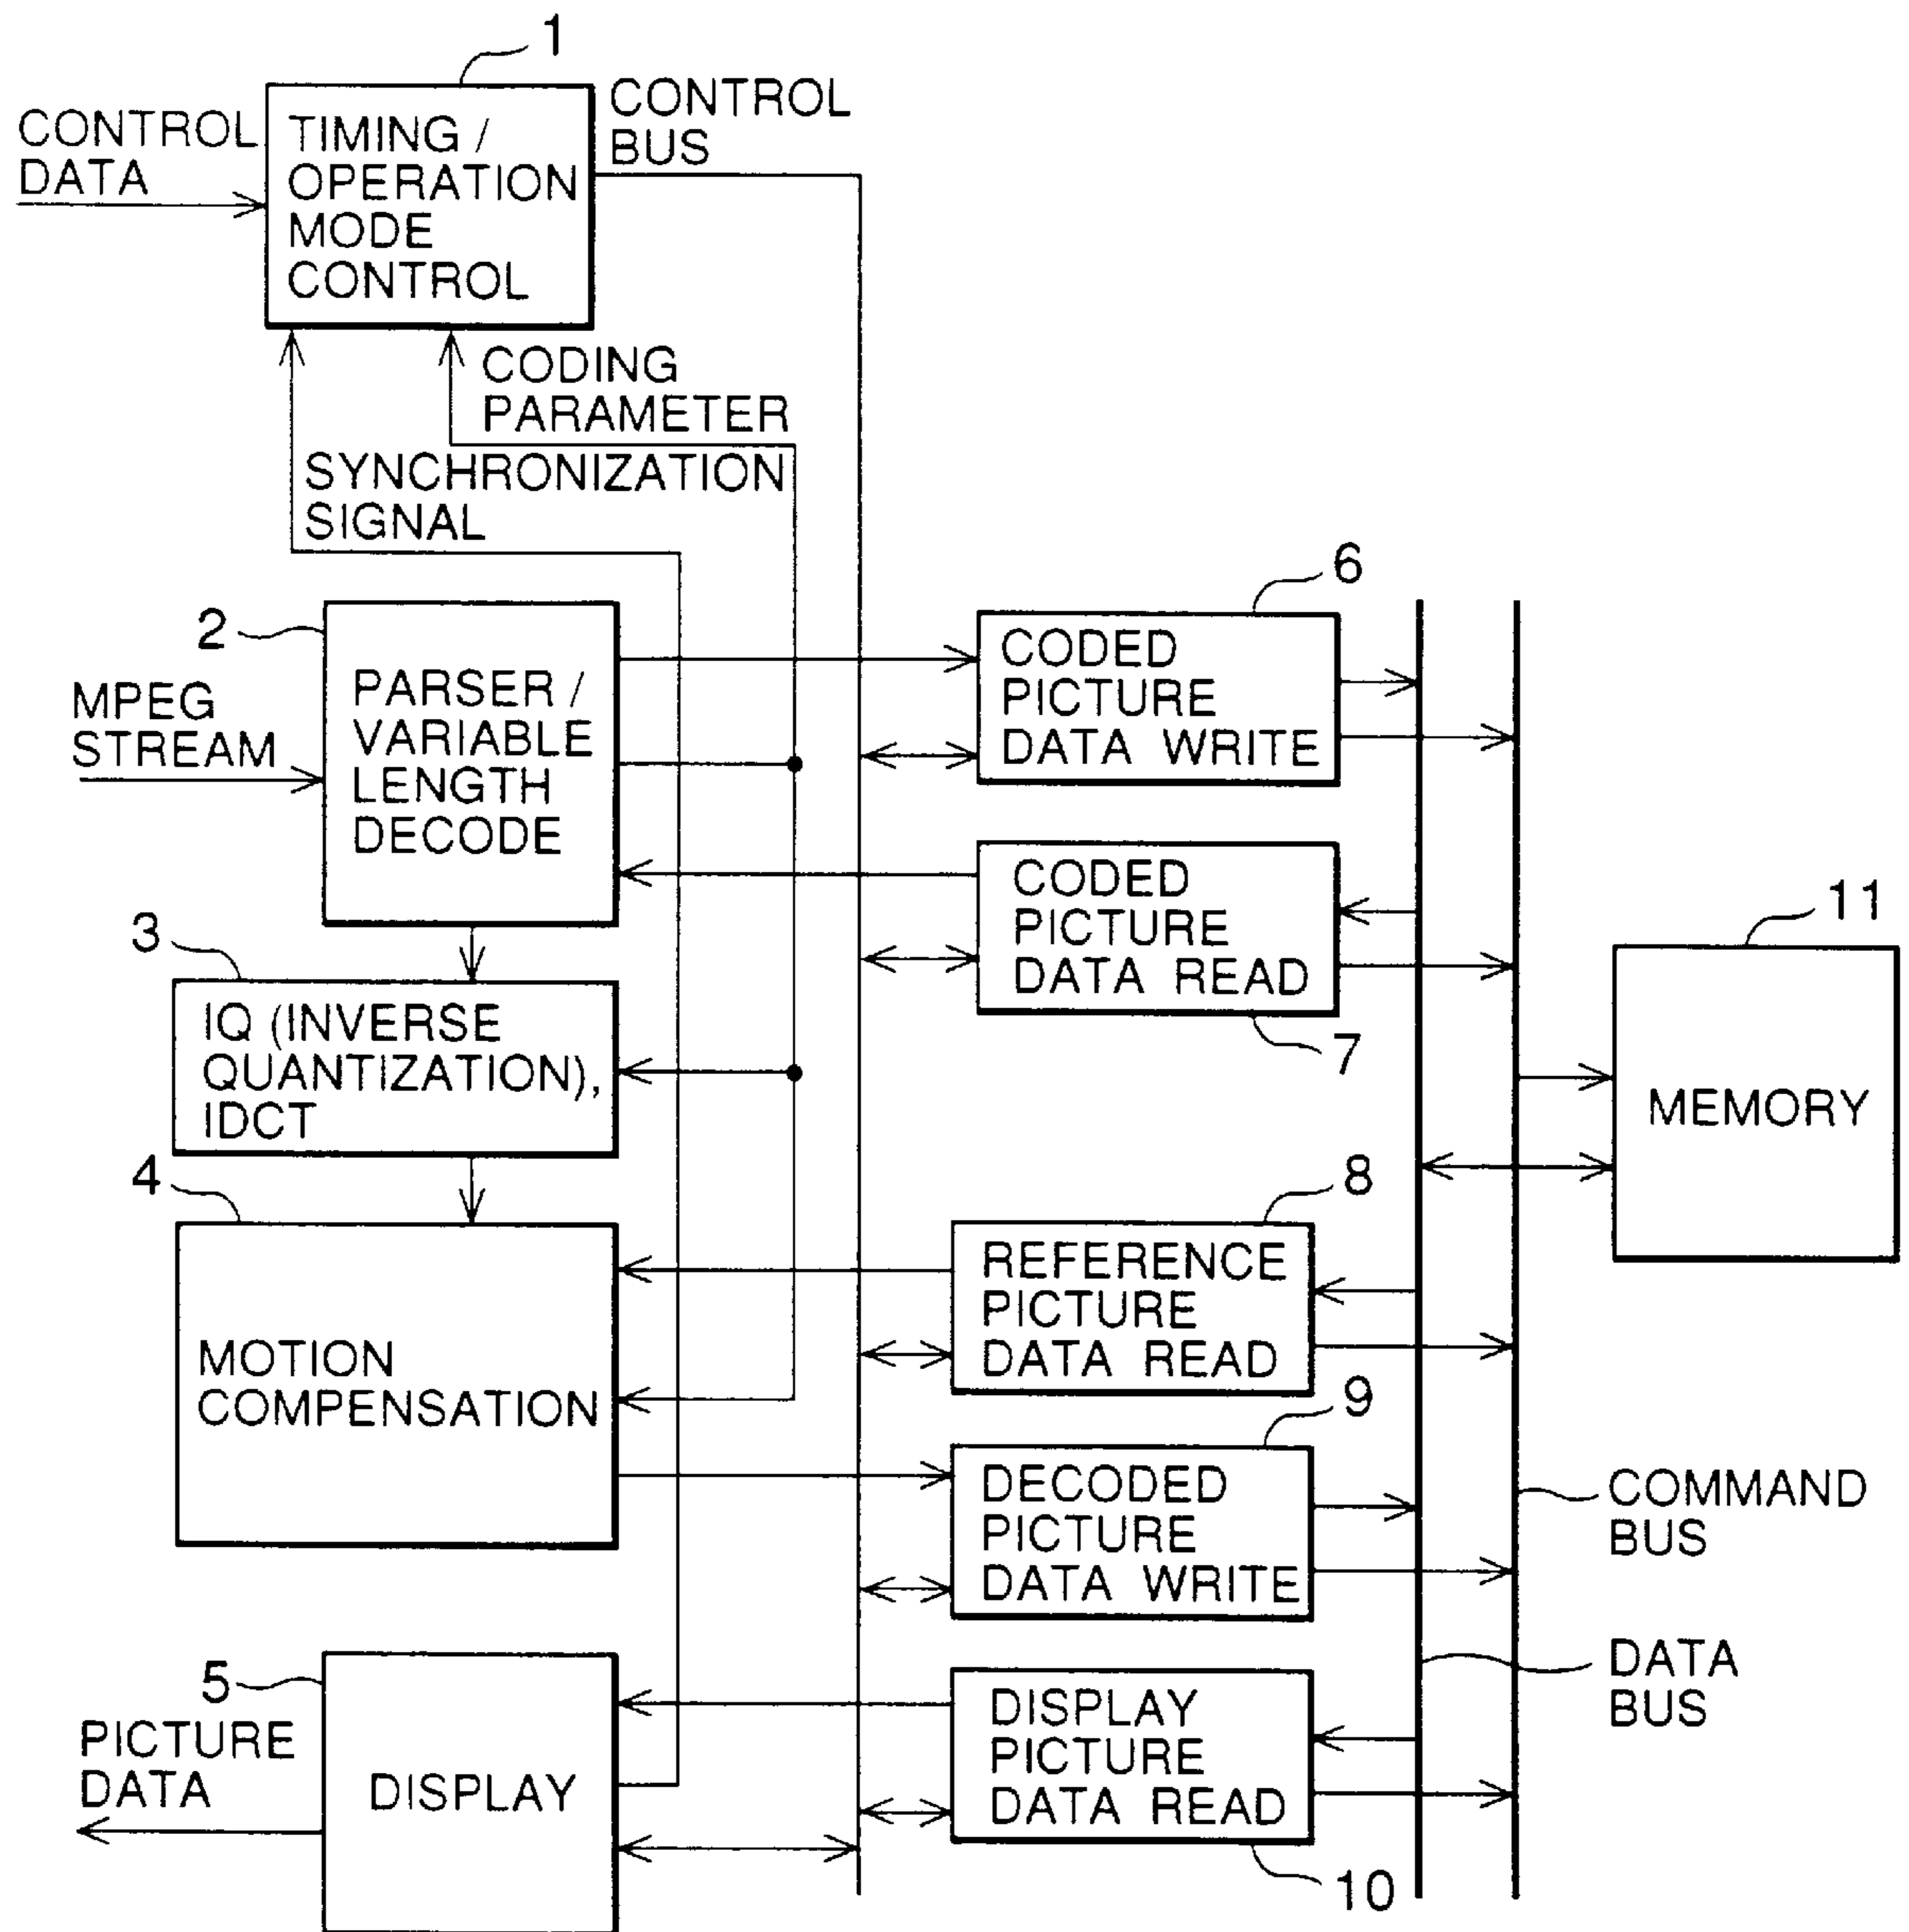 1
CONTROL
DATA
TIMING /
OPERATION
MODE
CONTROL
CONTROL
BUS
CODING
PARAMETER
SYNCHRONIZATION
SIGNAL
2
MPEG
STREAM
PARSER /
VARIABLE
LENGTH
DECODE
6
CODED
PICTURE
DATA WRITE
CODED
PICTURE
DATA READ
7
3
IQ (INVERSE
QUANTIZATION),
IDCT
11
MEMORY
4
MOTION
COMPENSATION
8
REFERENCE
PICTURE
DATA READ
9
DECODED
PICTURE
DATA WRITE
COMMAND
BUS
DATA
BUS
5
PICTURE
DATA
DISPLAY
DISPLAY
PICTURE
DATA READ
10